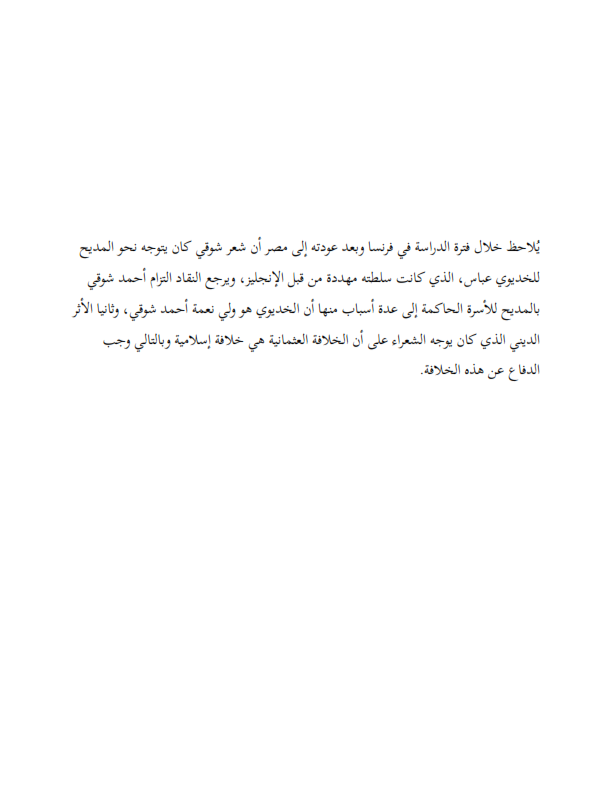 يُلاحظ خلال فترة الدراسة في فرنسا وبعد عودته إلى مصر أن شعر شوقي كان يتوجه نحو المديح
للخديوي عباس، الذي كانت سلطته مهددة من قبل الإنجليز، ويرجع النقاد التزام أحمد شوقي
بالمديح للأسرة الحاكمة إلى عدة أسباب منها أن الخديوي هو ولي نعمة أحمد شوقي، وثانيا الأثر
الديني الذي كان يوجه الشعراء على أن الخلافة العثمانية هي خلافة إسلامية وبالتالي وجب
الدفاع عن هذه الخلافة.